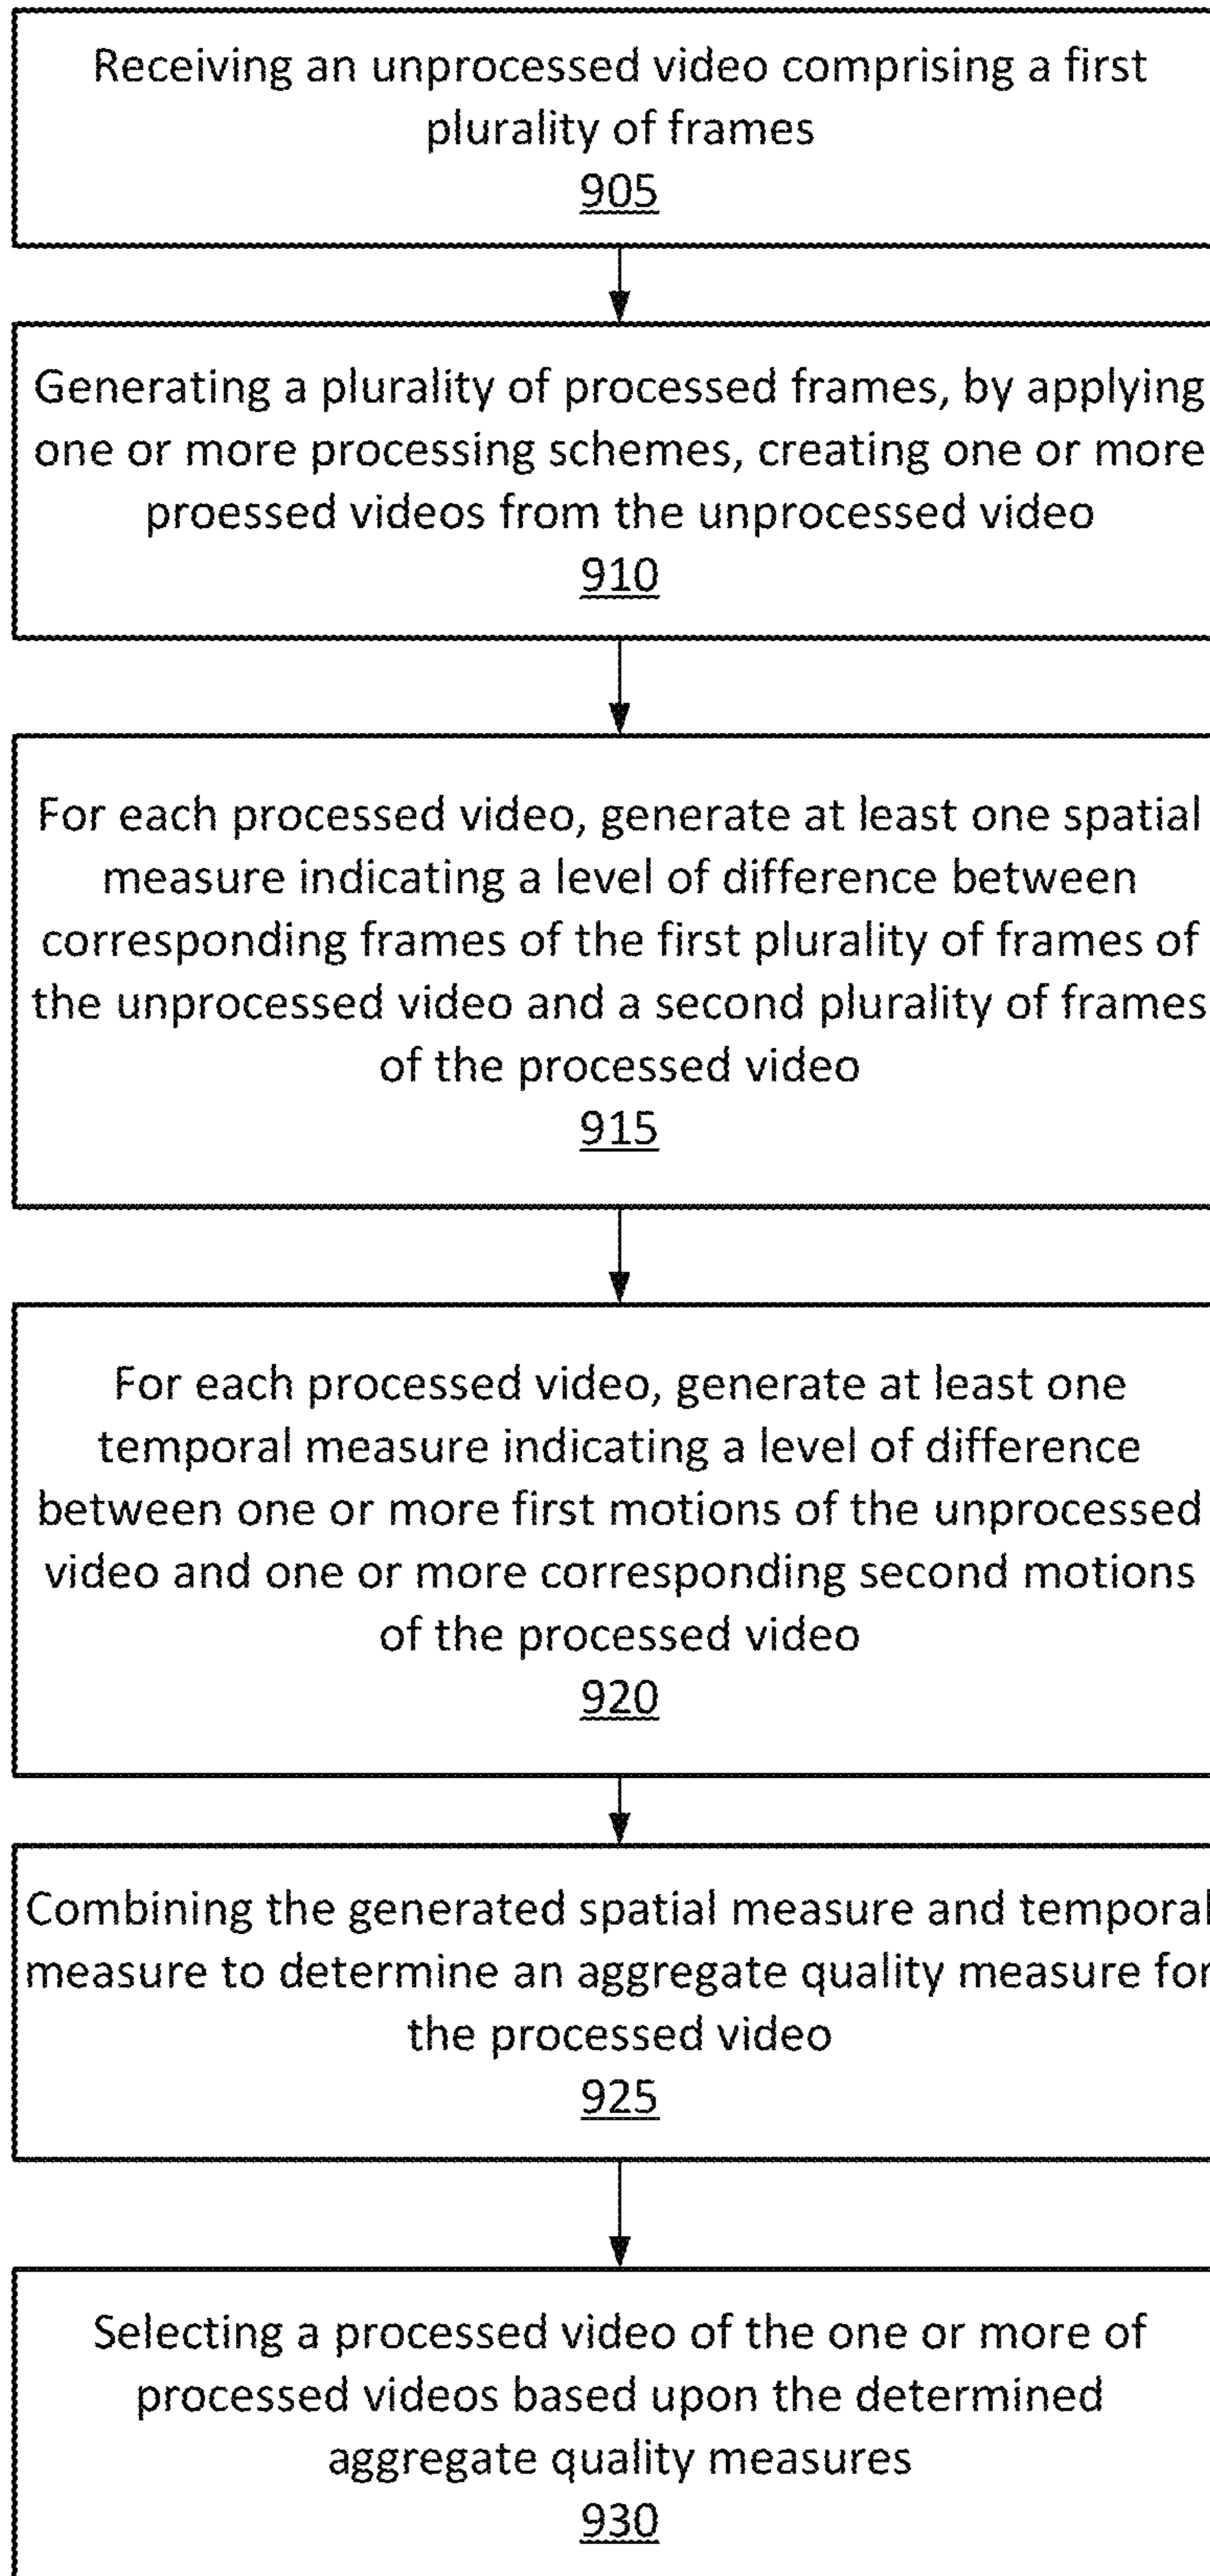 Receiving an unprocessed video comprising a first
plurality of frames
905
Generating a plurality of processed frames, by applying
one or more processing schemes, creating one or more
proessed videos from the unprocessed video
910
For each processed video, generate at least one spatial
measure indicating a level of difference between
corresponding frames of the first plurality of frames of
the unprocessed video and a second plurality of frames
of the processed video
915
For each processed video, generate at least one
temporal measure indicating a level of difference
between one or more first motions of the unprocessed
video and one or more corresponding second motions
of the processed video
920
Combining the generated spatial measure and temporal
measure to determine an aggregate quality measure for
the processed video
925
Selecting a processed video of the one or more of
processed videos based upon the determined
aggregate quality measures
930